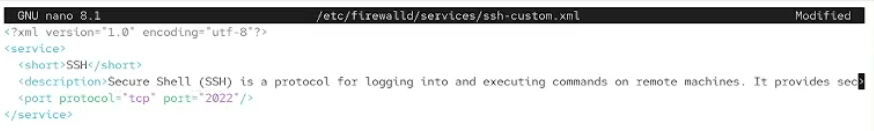 GNU nano 8.1 /etc/firewalld/services/ssh-custom.xml Modified
<?xml version="1.0" encoding="utf-8"?>
<service>
<short>SSH</short>
<description>Secure Shell (SSH) is a protocol for logging into and executing commands on remote machines. It provides sec>
<port protocol="tcp" port="2022"/>
</service>